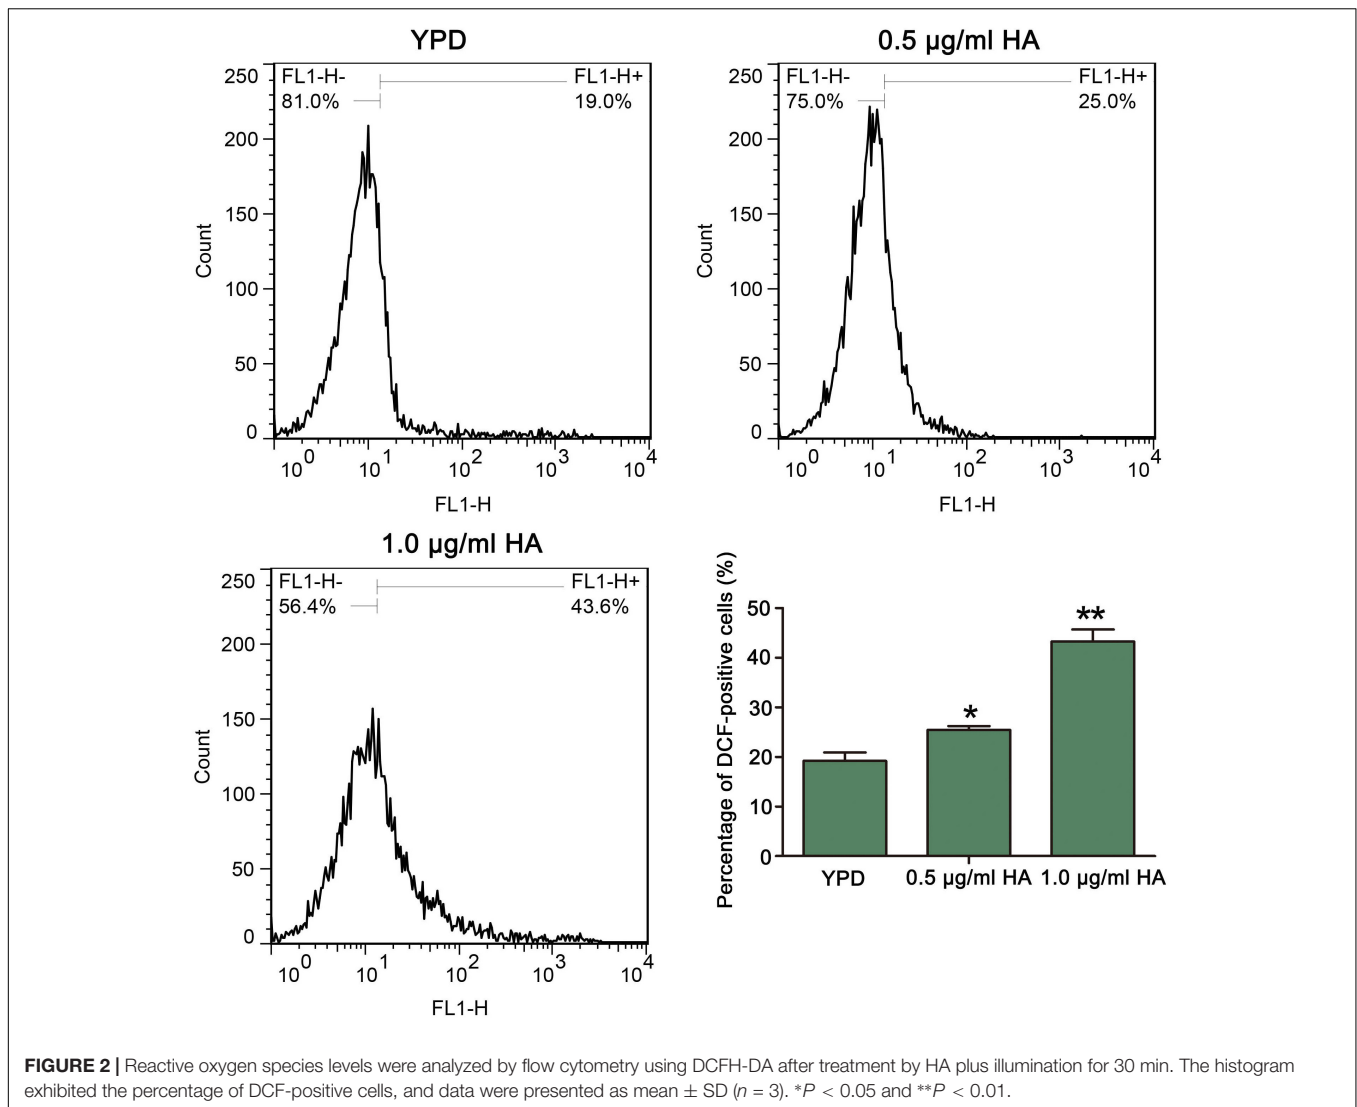 YPD
250
200
150
100
50
0
Count
FL1-H-
81.0%
FL1-H+
19.0%
10^0 10^1 10^2 10^3 10^4
FL1-H
0.5 µg/ml HA
250
200
150
100
50
0
Count
FL1-H-
75.0%
FL1-H+
25.0%
10^0 10^1 10^2 10^3 10^4
FL1-H
1.0 µg/ml HA
250
200
150
100
50
0
Count
FL1-H-
56.4%
FL1-H+
43.6%
10^0 10^1 10^2 10^3 10^4
FL1-H
Percentage of DCF-positive cells (%)
50
40
30
20
10
0
*
**
YPD 0.5 µg/ml HA 1.0 µg/ml HA
FIGURE 2 | Reactive oxygen species levels were analyzed by flow cytometry using DCFH-DA after treatment by HA plus illumination for 30 min. The histogram
exhibited the percentage of DCF-positive cells, and data were presented as mean ± SD (n = 3). *P < 0.05 and **P < 0.01.